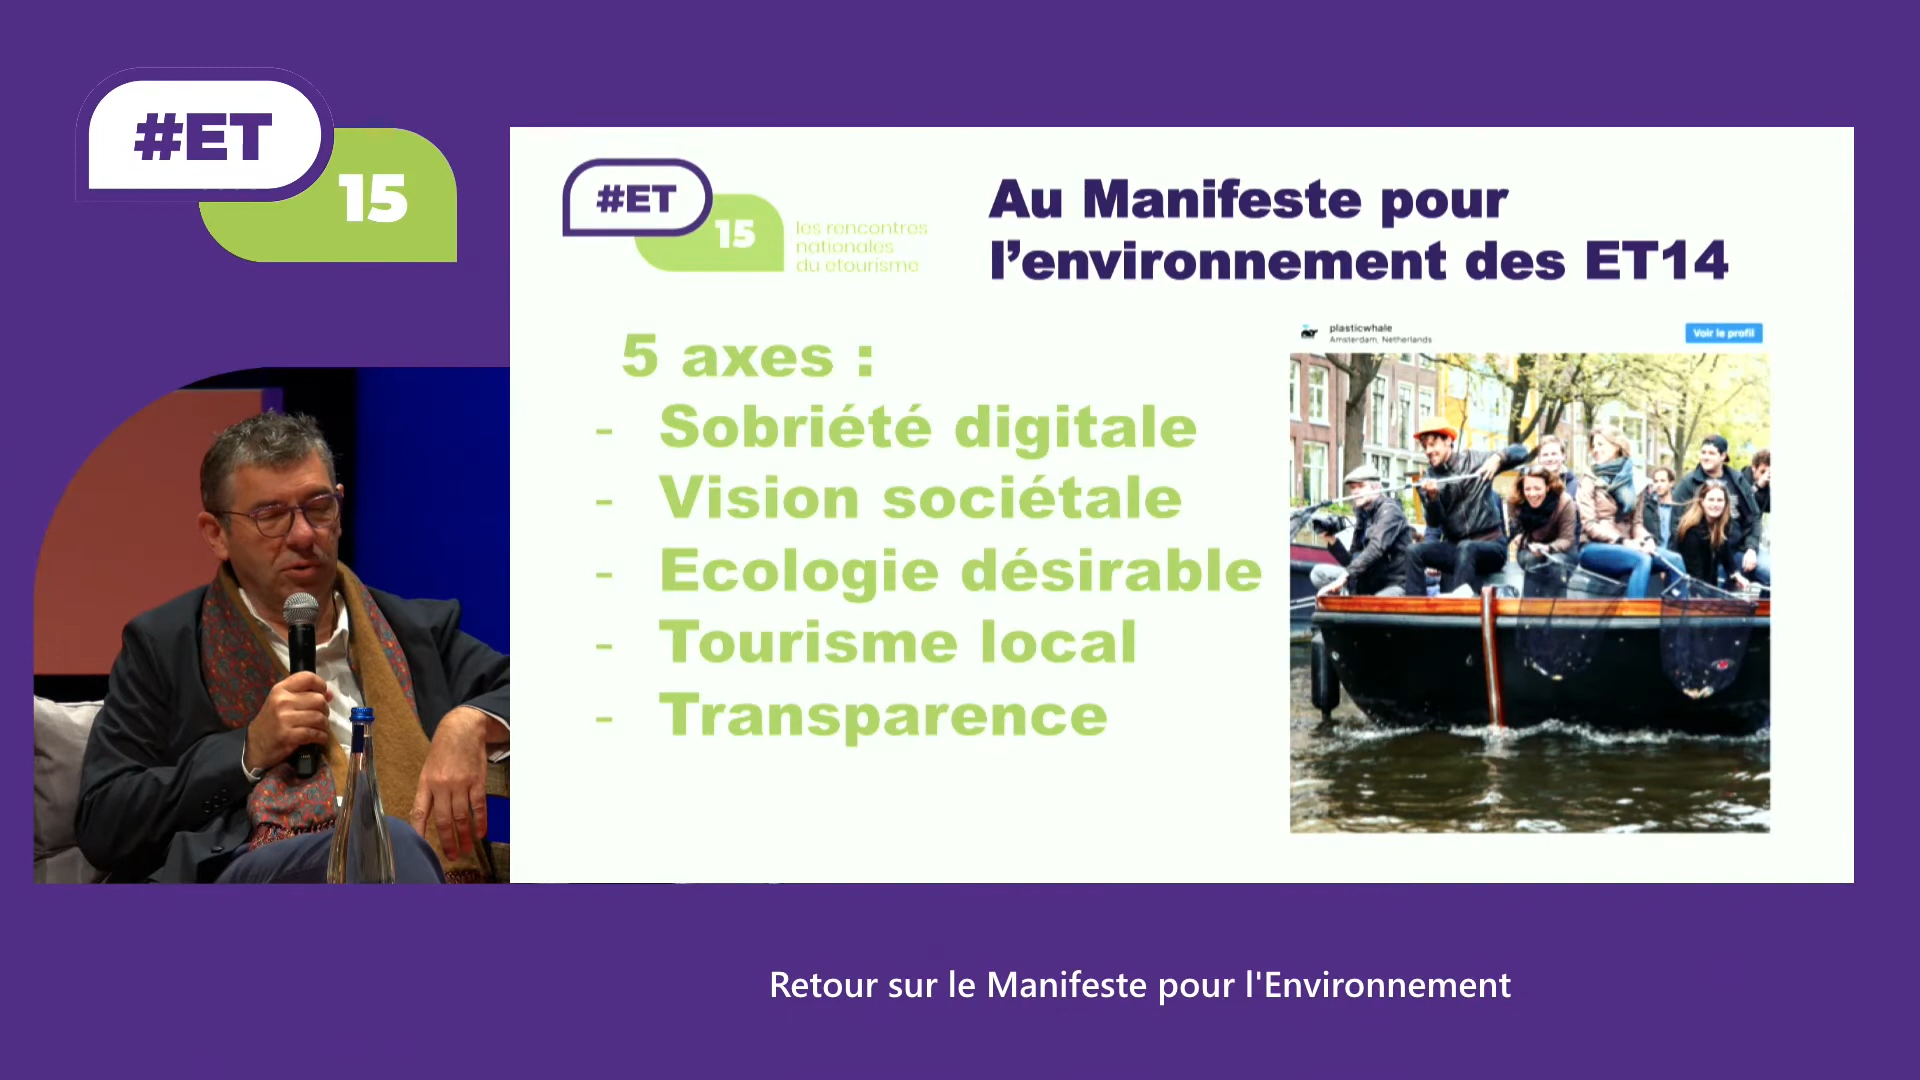 #ET
15
#ET
15
les rencontres
nationales
du etourisme
Au Manifeste pour
l’environnement des ET14
5 axes :
- Sobriété digitale
- Vision sociétale
- Ecologie désirable
- Tourisme local
- Transparence
plasticwhale
Amsterdam, Netherlands
Voir le profil
Retour sur le Manifeste pour l'Environnement